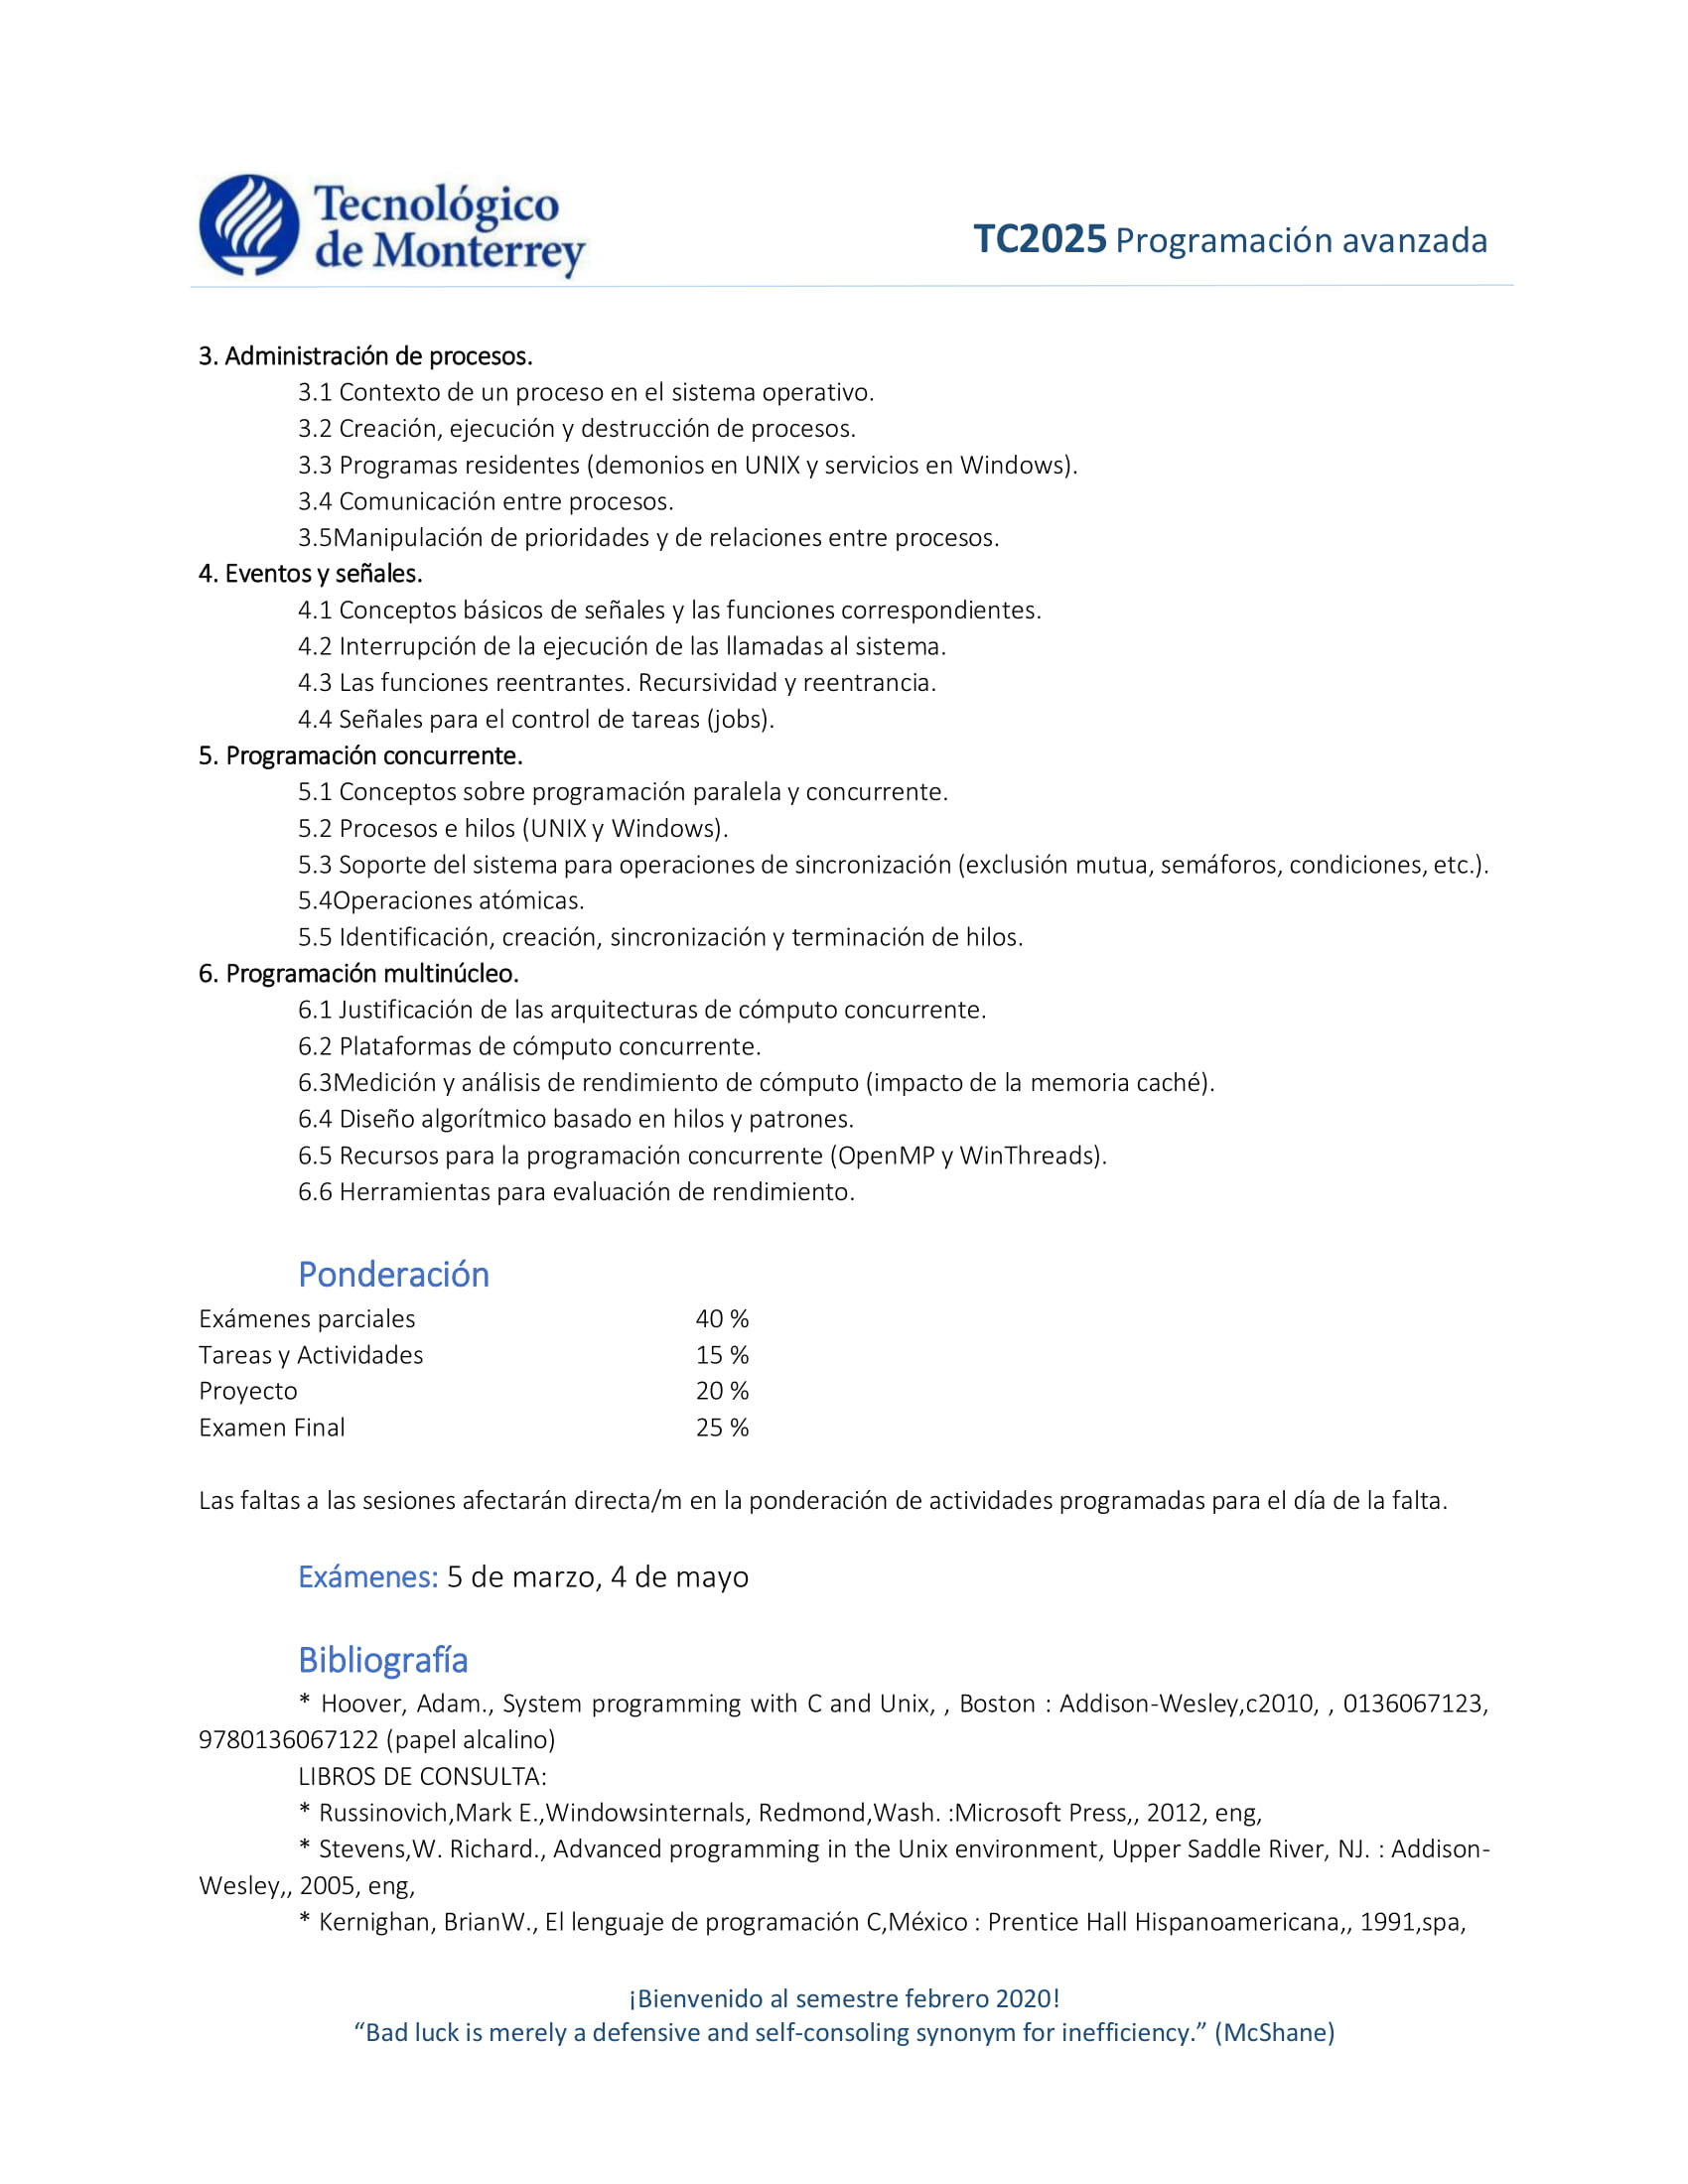 Tecnológico
de Monterrey
TC2025 Programación avanzada
3. Administración de procesos.
3.1 Contexto de un proceso en el sistema operativo.
3.2 Creación, ejecución y destrucción de procesos.
3.3 Programas residentes (demonios en UNIX y servicios en Windows).
3.4 Comunicación entre procesos.
3.5Manipulación de prioridades y de relaciones entre procesos.
4. Eventos y señales.
4.1 Conceptos básicos de señales y las funciones correspondientes.
4.2 Interrupción de la ejecución de las llamadas al sistema.
4.3 Las funciones reentrantes. Recursividad y reentrancia.
4.4 Señales para el control de tareas (jobs).
5. Programación concurrente.
5.1 Conceptos sobre programación paralela y concurrente.
5.2 Procesos e hilos (UNIX y Windows).
5.3 Soporte del sistema para operaciones de sincronización (exclusión mutua, semáforos, condiciones, etc.).
5.4Operaciones atómicas.
5.5 Identificación, creación, sincronización y terminación de hilos.
6. Programación multinúcleo.
6.1 Justificación de las arquitecturas de cómputo concurrente.
6.2 Plataformas de cómputo concurrente.
6.3Medición y análisis de rendimiento de cómputo (impacto de la memoria caché).
6.4 Diseño algorítmico basado en hilos y patrones.
6.5 Recursos para la programación concurrente (OpenMP y WinThreads).
6.6 Herramientas para evaluación de rendimiento.
Ponderación
Exámenes parciales 40 %
Tareas y Actividades 15 %
Proyecto 20 %
Examen Final 25 %
Las faltas a las sesiones afectarán directa/m en la ponderación de actividades programadas para el día de la falta.
Exámenes: 5 de marzo, 4 de mayo
Bibliografía
* Hoover, Adam., System programming with C and Unix, , Boston : Addison-Wesley,c2010, , 0136067123,
9780136067122 (papel alcalino)
LIBROS DE CONSULTA:
* Russinovich,Mark E.,Windowsinternals, Redmond,Wash. :Microsoft Press,, 2012, eng,
* Stevens,W. Richard., Advanced programming in the Unix environment, Upper Saddle River, NJ. : Addison-
Wesley,, 2005, eng,
* Kernighan, BrianW., El lenguaje de programación C,México : Prentice Hall Hispanoamericana,, 1991,spa,
¡Bienvenido al semestre febrero 2020!
“Bad luck is merely a defensive and self-consoling synonym for inefficiency.” (McShane)